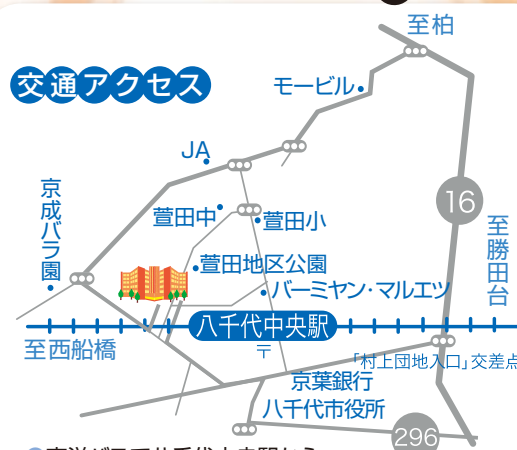 至柏
交通アクセス
モービル
JA
京成バラ園
16
萱田中
萱田小
至勝田台
萱田地区公園
バーミヤン・マルエツ
八千代中央駅
至西船橋
〒
「村上団地入口」交差点
京葉銀行
八千代市役所
296